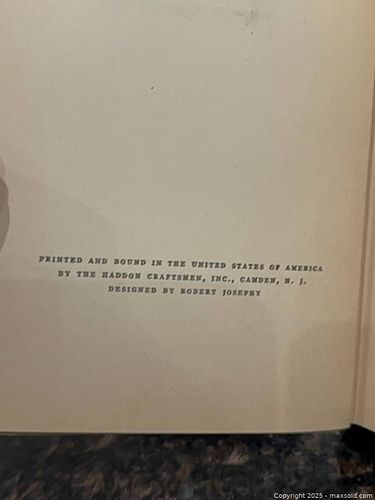 PRINTED AND BOUND IN THE UNITED STATES OF AMERICA
BY THE HADDON CRAFTSMEN, INC., CAMDEN, N. J.
DESIGNED BY ROBERT JOSEPHY
Copyright 2025 - maxsold.com